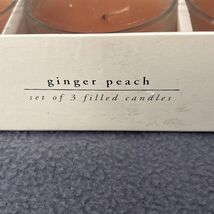 ginger peach
set of 3 filled candles